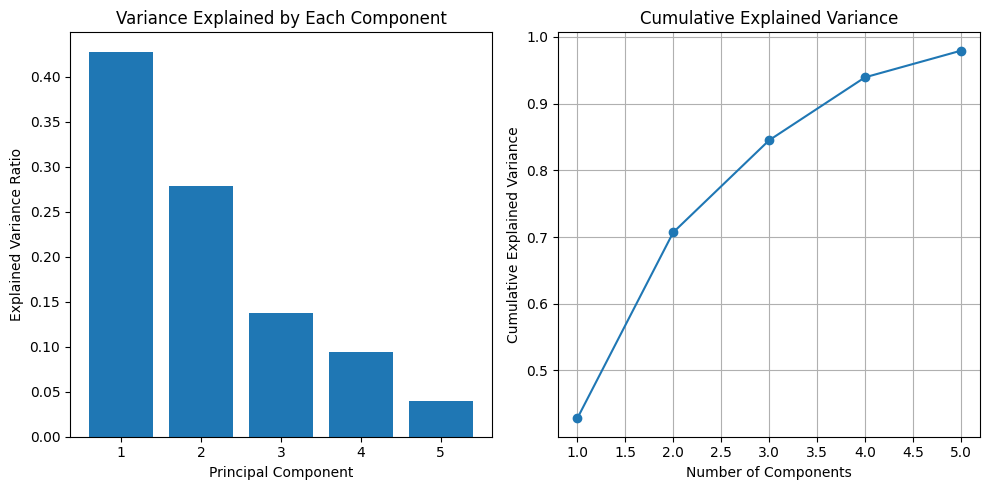 Variance Explained by Each Component
Explained Variance Ratio
0.40
0.35
0.30
0.25
0.20
0.15
0.10
0.05
0.00
1 2 3 4 5
Principal Component
Cumulative Explained Variance
Cumulative Explained Variance
1.0
0.9
0.8
0.7
0.6
0.5
1.0 1.5 2.0 2.5 3.0 3.5 4.0 4.5 5.0
Number of Components